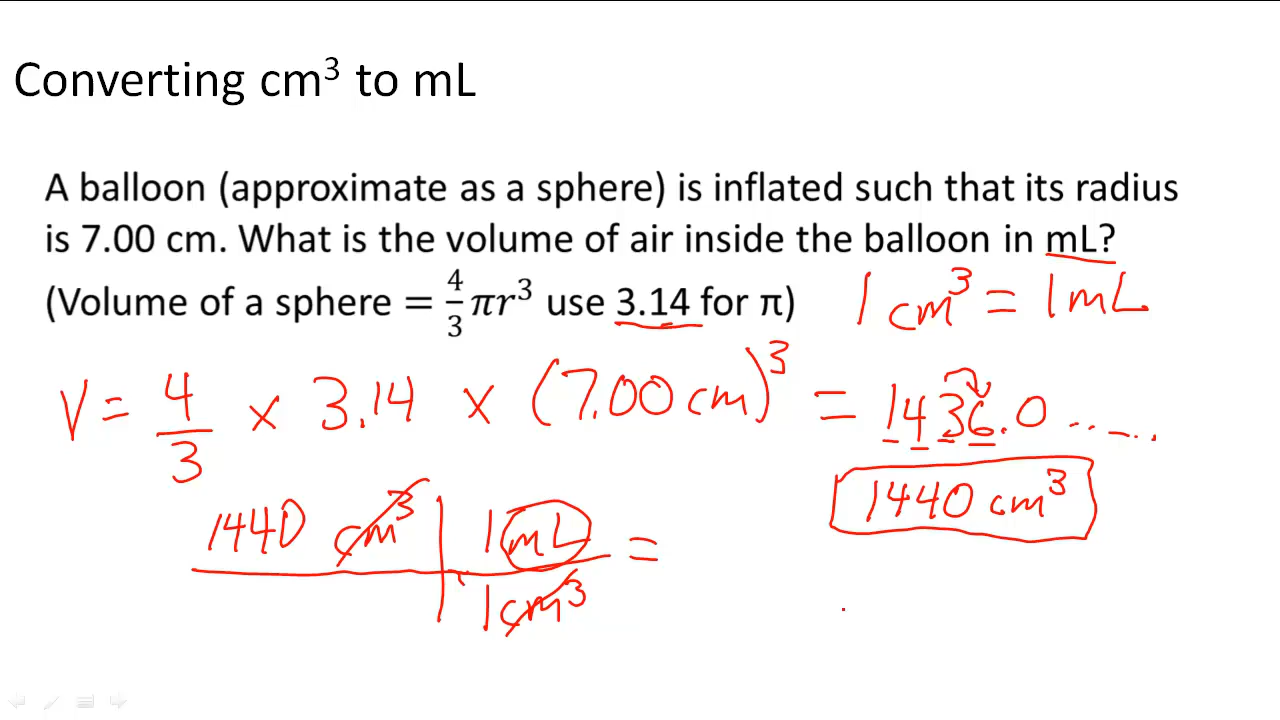 Converting cm³ to mL
A balloon (approximate as a sphere) is inflated such that its radius
is 7.00 cm. What is the volume of air inside the balloon in mL?
(Volume of a sphere = 4/3 πr³ use 3.14 for π)
1 cm³ = 1 mL
V = 4/3 × 3.14 × (7.00 cm)³ = 1436.0 .....
1440 cm³
1440 cm³ | 1 mL =
1 cm³